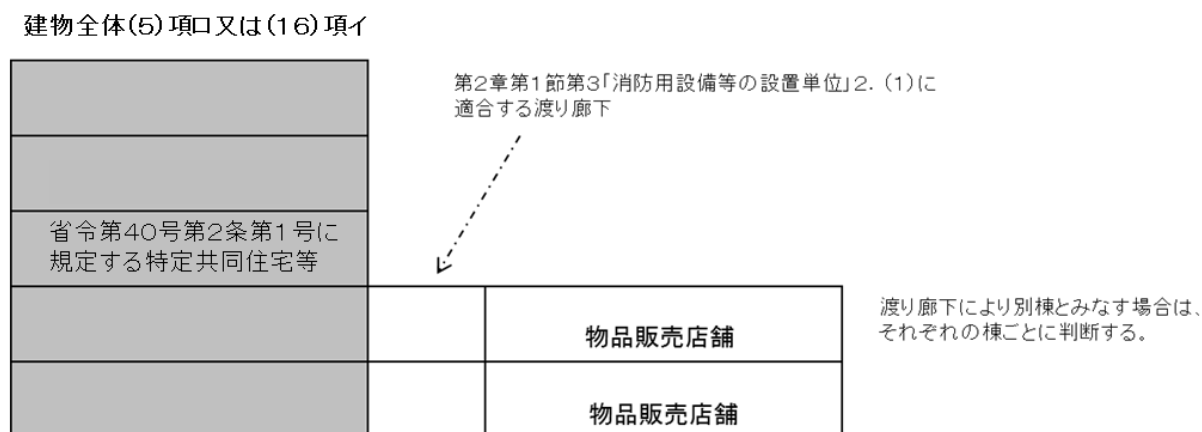 建物全体(5)項ロ又は(16)項イ
第2章第1節第3「消防用設備等の設置単位」2.(1)に
適合する渡り廊下
省令第40号第2条第1号に
規定する特定共同住宅等
渡り廊下により別棟とみなす場合は、
それぞれの棟ごとに判断する。
物品販売店舗
物品販売店舗